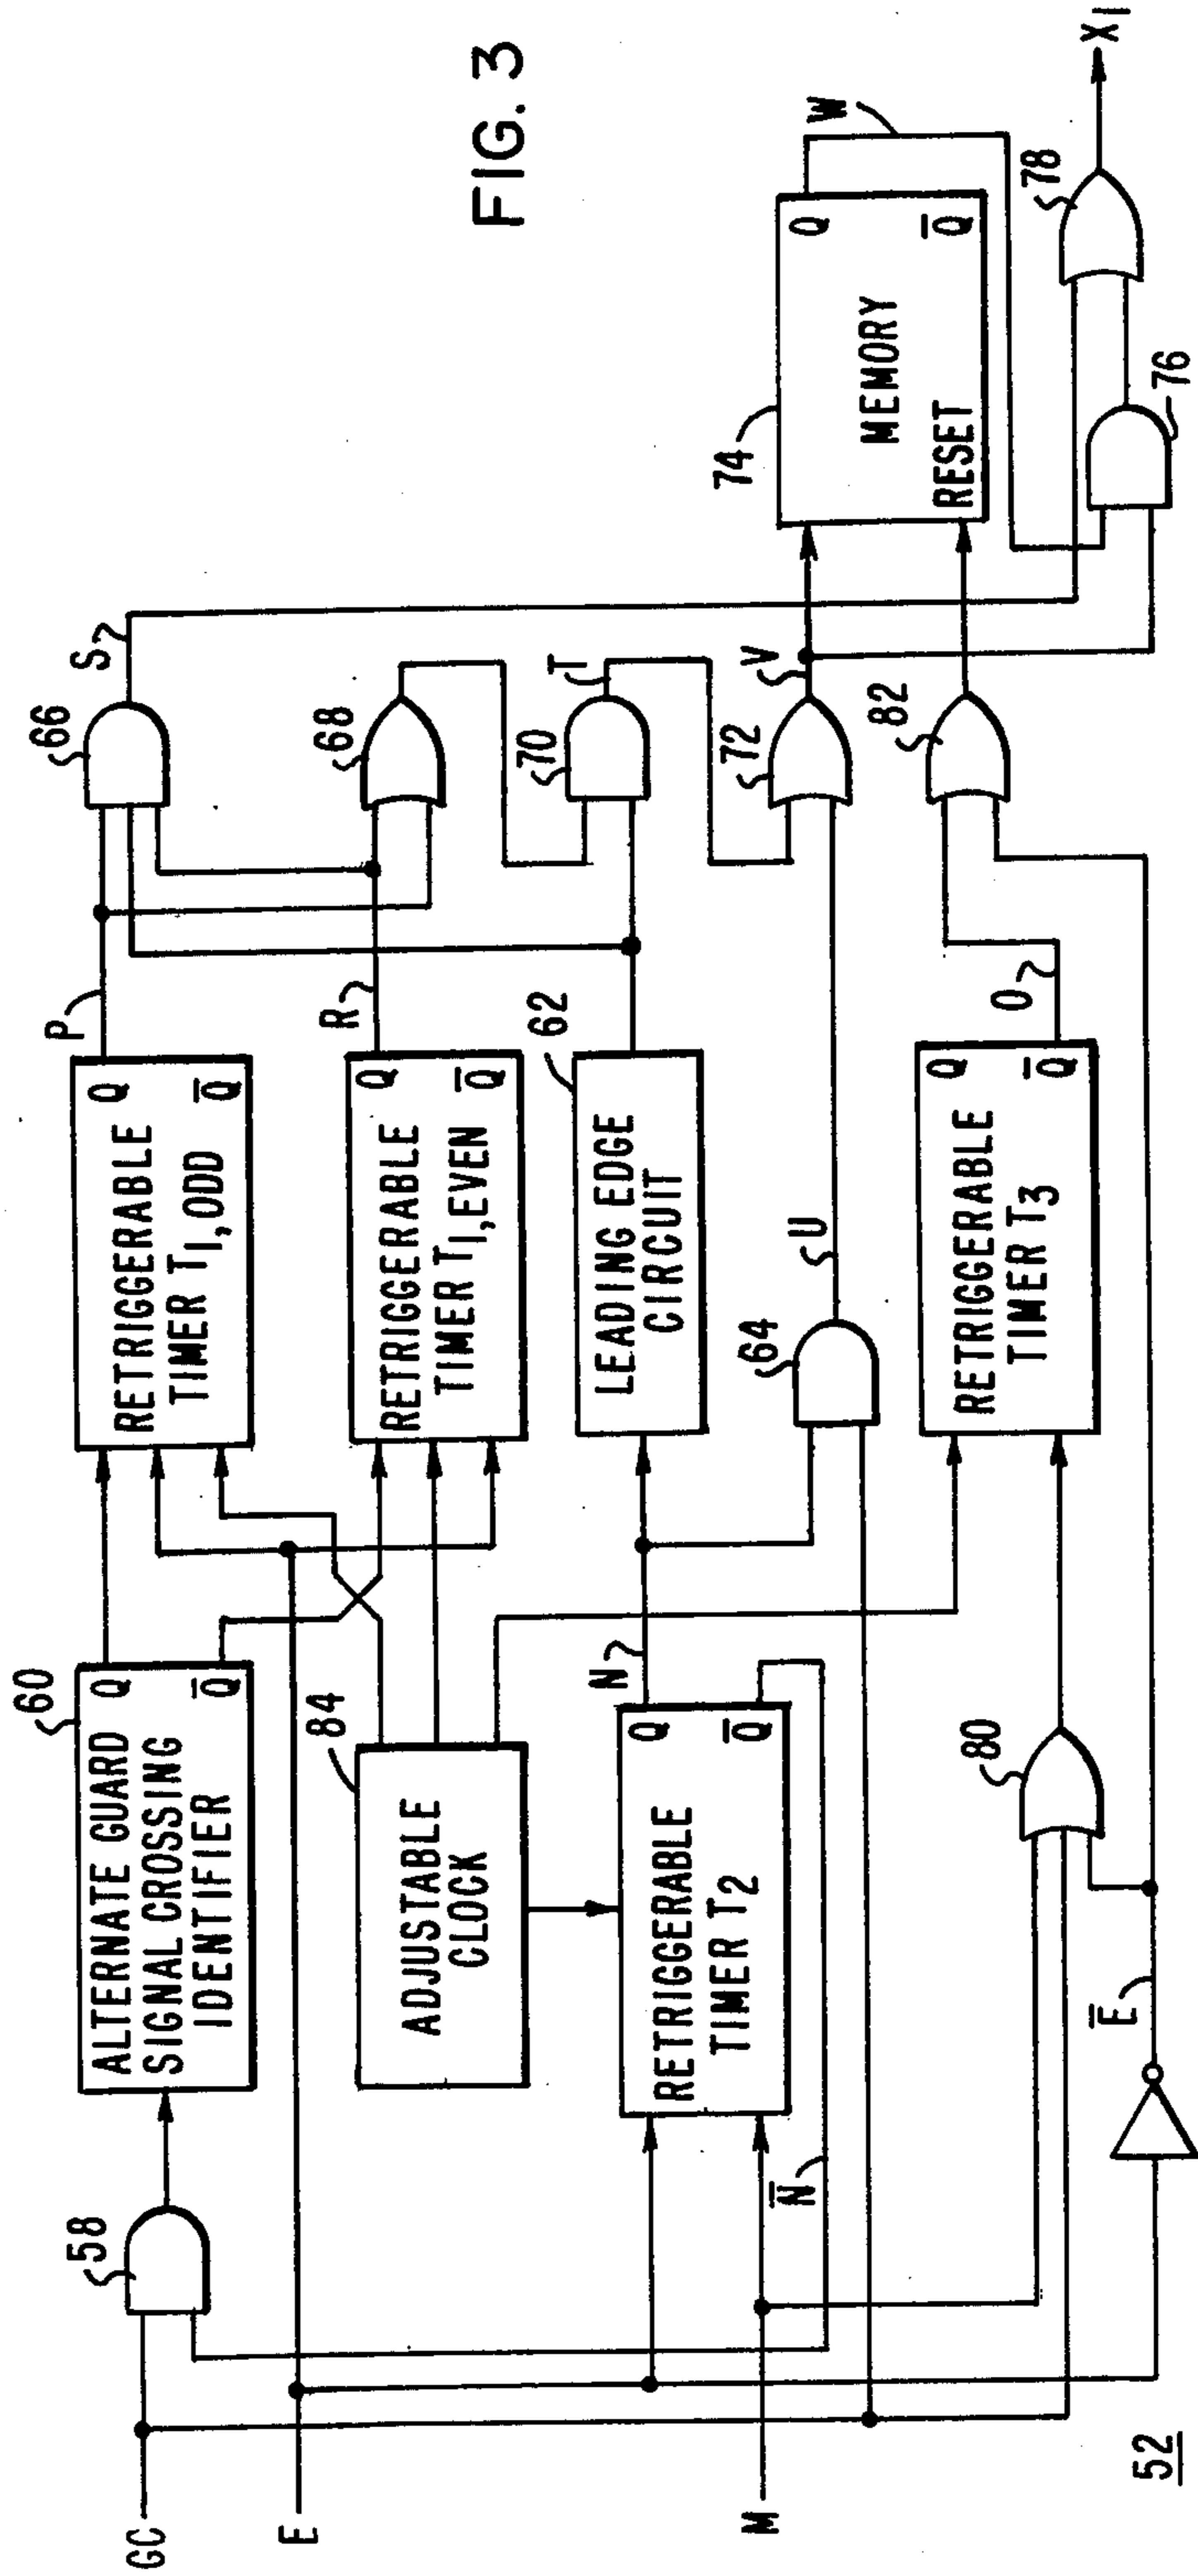 FIG. 3
GC
E
M
52
58
60
ALTERNATE GUARD
SIGNAL CROSSING
IDENTIFIER
Q
Q̅
84
ADJUSTABLE
CLOCK
RETRIGGERABLE
TIMER T2
Q
Q̅
N
N̅
E̅
80
RETRIGGERABLE
TIMER T1,ODD
Q
Q̅
P
RETRIGGERABLE
TIMER T1,EVEN
Q
Q̅
R
62
LEADING EDGE
CIRCUIT
64
U
RETRIGGERABLE
TIMER T3
Q
Q̅
O
66
S
68
70
T
72
V
82
74
MEMORY
RESET
Q
Q̅
W
76
78
X1